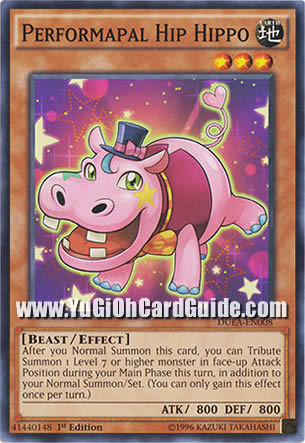 PERFORMAPAL HIP HIPPO
EARTH
地
www.YuGiOhCardGuide.com
DUEA-EN008
[BEAST / EFFECT]
After you Normal Summon this card, you can Tribute
Summon 1 Level 7 or higher monster in face-up Attack
Position during your Main Phase this turn, in addition to
your Normal Summon/Set. (You can only gain this effect
once per turn.)
ATK / 800 DEF / 800
41440148 1st Edition ©1996 KAZUKI TAKAHASHI